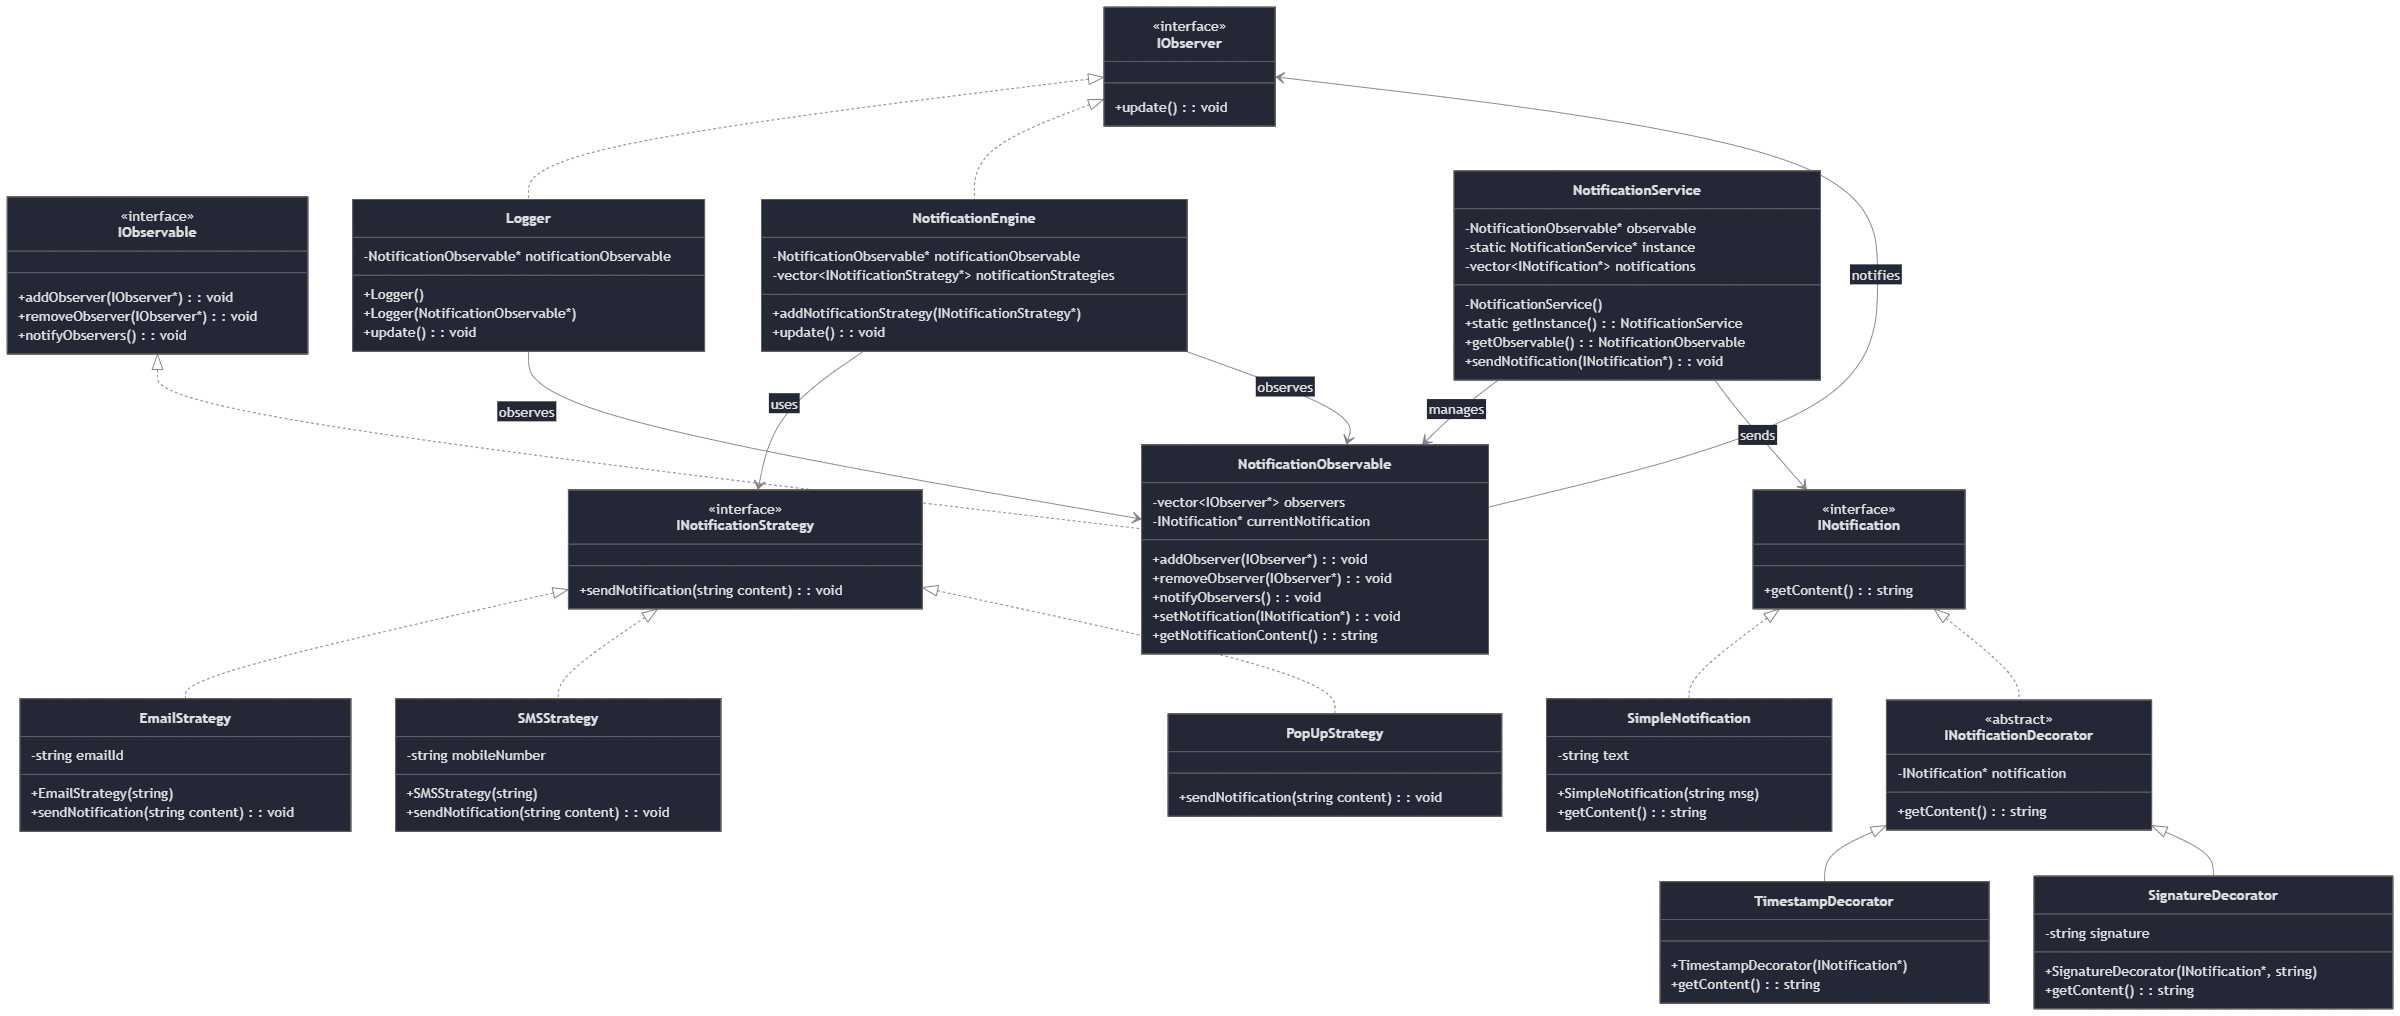 «interface»
IObserver
+update() : : void
«interface»
IObservable
+addObserver(IObserver*) : : void
+removeObserver(IObserver*) : : void
+notifyObservers() : : void
Logger
-NotificationObservable* notificationObservable
+Logger()
+Logger(NotificationObservable*)
+update() : : void
NotificationEngine
-NotificationObservable* notificationObservable
-vector<INotificationStrategy*> notificationStrategies
+addNotificationStrategy(INotificationStrategy*)
+update() : : void
NotificationService
-NotificationObservable* observable
-static NotificationService* instance
-vector<INotification*> notifications
-NotificationService()
+static getInstance() : : NotificationService
+getObservable() : : NotificationObservable
+sendNotification(INotification*) : : void
notifies
observes
uses
observes
manages
sends
«interface»
INotificationStrategy
+sendNotification(string content) : : void
NotificationObservable
-vector<IObserver*> observers
-INotification* currentNotification
+addObserver(IObserver*) : : void
+removeObserver(IObserver*) : : void
+notifyObservers() : : void
+setNotification(INotification*) : : void
+getNotificationContent() : : string
«interface»
INotification
+getContent() : : string
EmailStrategy
-string emailId
+EmailStrategy(string)
+sendNotification(string content) : : void
SMSStrategy
-string mobileNumber
+SMSStrategy(string)
+sendNotification(string content) : : void
PopUpStrategy
+sendNotification(string content) : : void
SimpleNotification
-string text
+SimpleNotification(string msg)
+getContent() : : string
«abstract»
INotificationDecorator
-INotification* notification
+getContent() : : string
TimestampDecorator
+TimestampDecorator(INotification*)
+getContent() : : string
SignatureDecorator
-string signature
+SignatureDecorator(INotification*, string)
+getContent() : : string